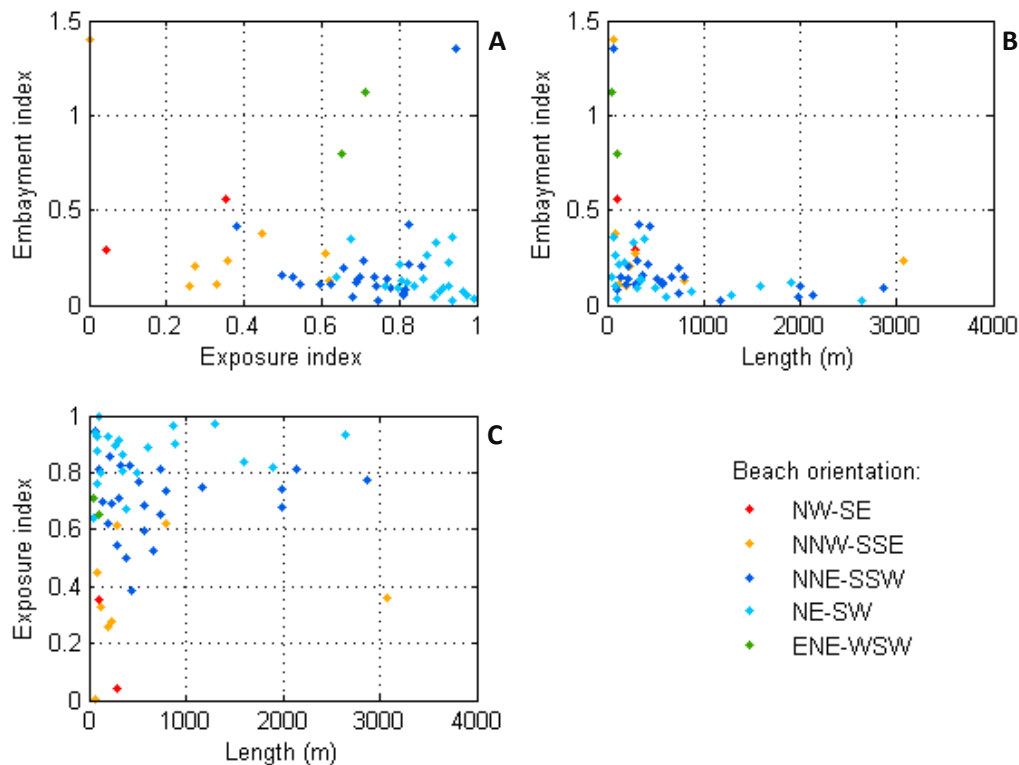 1.5
1
0.5
0
Embayment index
A
0 0.2 0.4 0.6 0.8 1
Exposure index
1.5
1
0.5
0
Embayment index
B
0 1000 2000 3000 4000
Length (m)
1
0.8
0.6
0.4
0.2
0
Exposure index
C
0 1000 2000 3000 4000
Length (m)
Beach orientation:
NW-SE
NNW-SSE
NNE-SSW
NE-SW
ENE-WSW